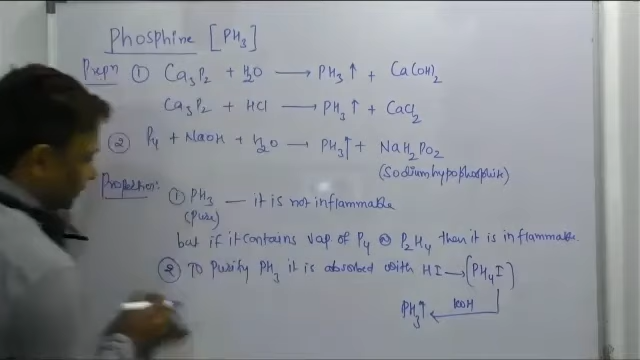 Phosphine [PH3]
Prepn ① Ca3P2 + H2O ⟶ PH3↑ + Ca(OH)2
Ca3P2 + HCl ⟶ PH3↑ + CaCl2
② P4 + NaOH + H2O ⟶ PH3↑ + NaH2PO2
(Sodium hypophosphite)
Properties:
① PH3 — it is not inflammable
(Pure)
but if it contains vap of P4 or P2H4 then it is inflammable.
② To purify PH3 it is absorbed with HI ⟶ [PH4I]
PH3↑ ⟵ KOH